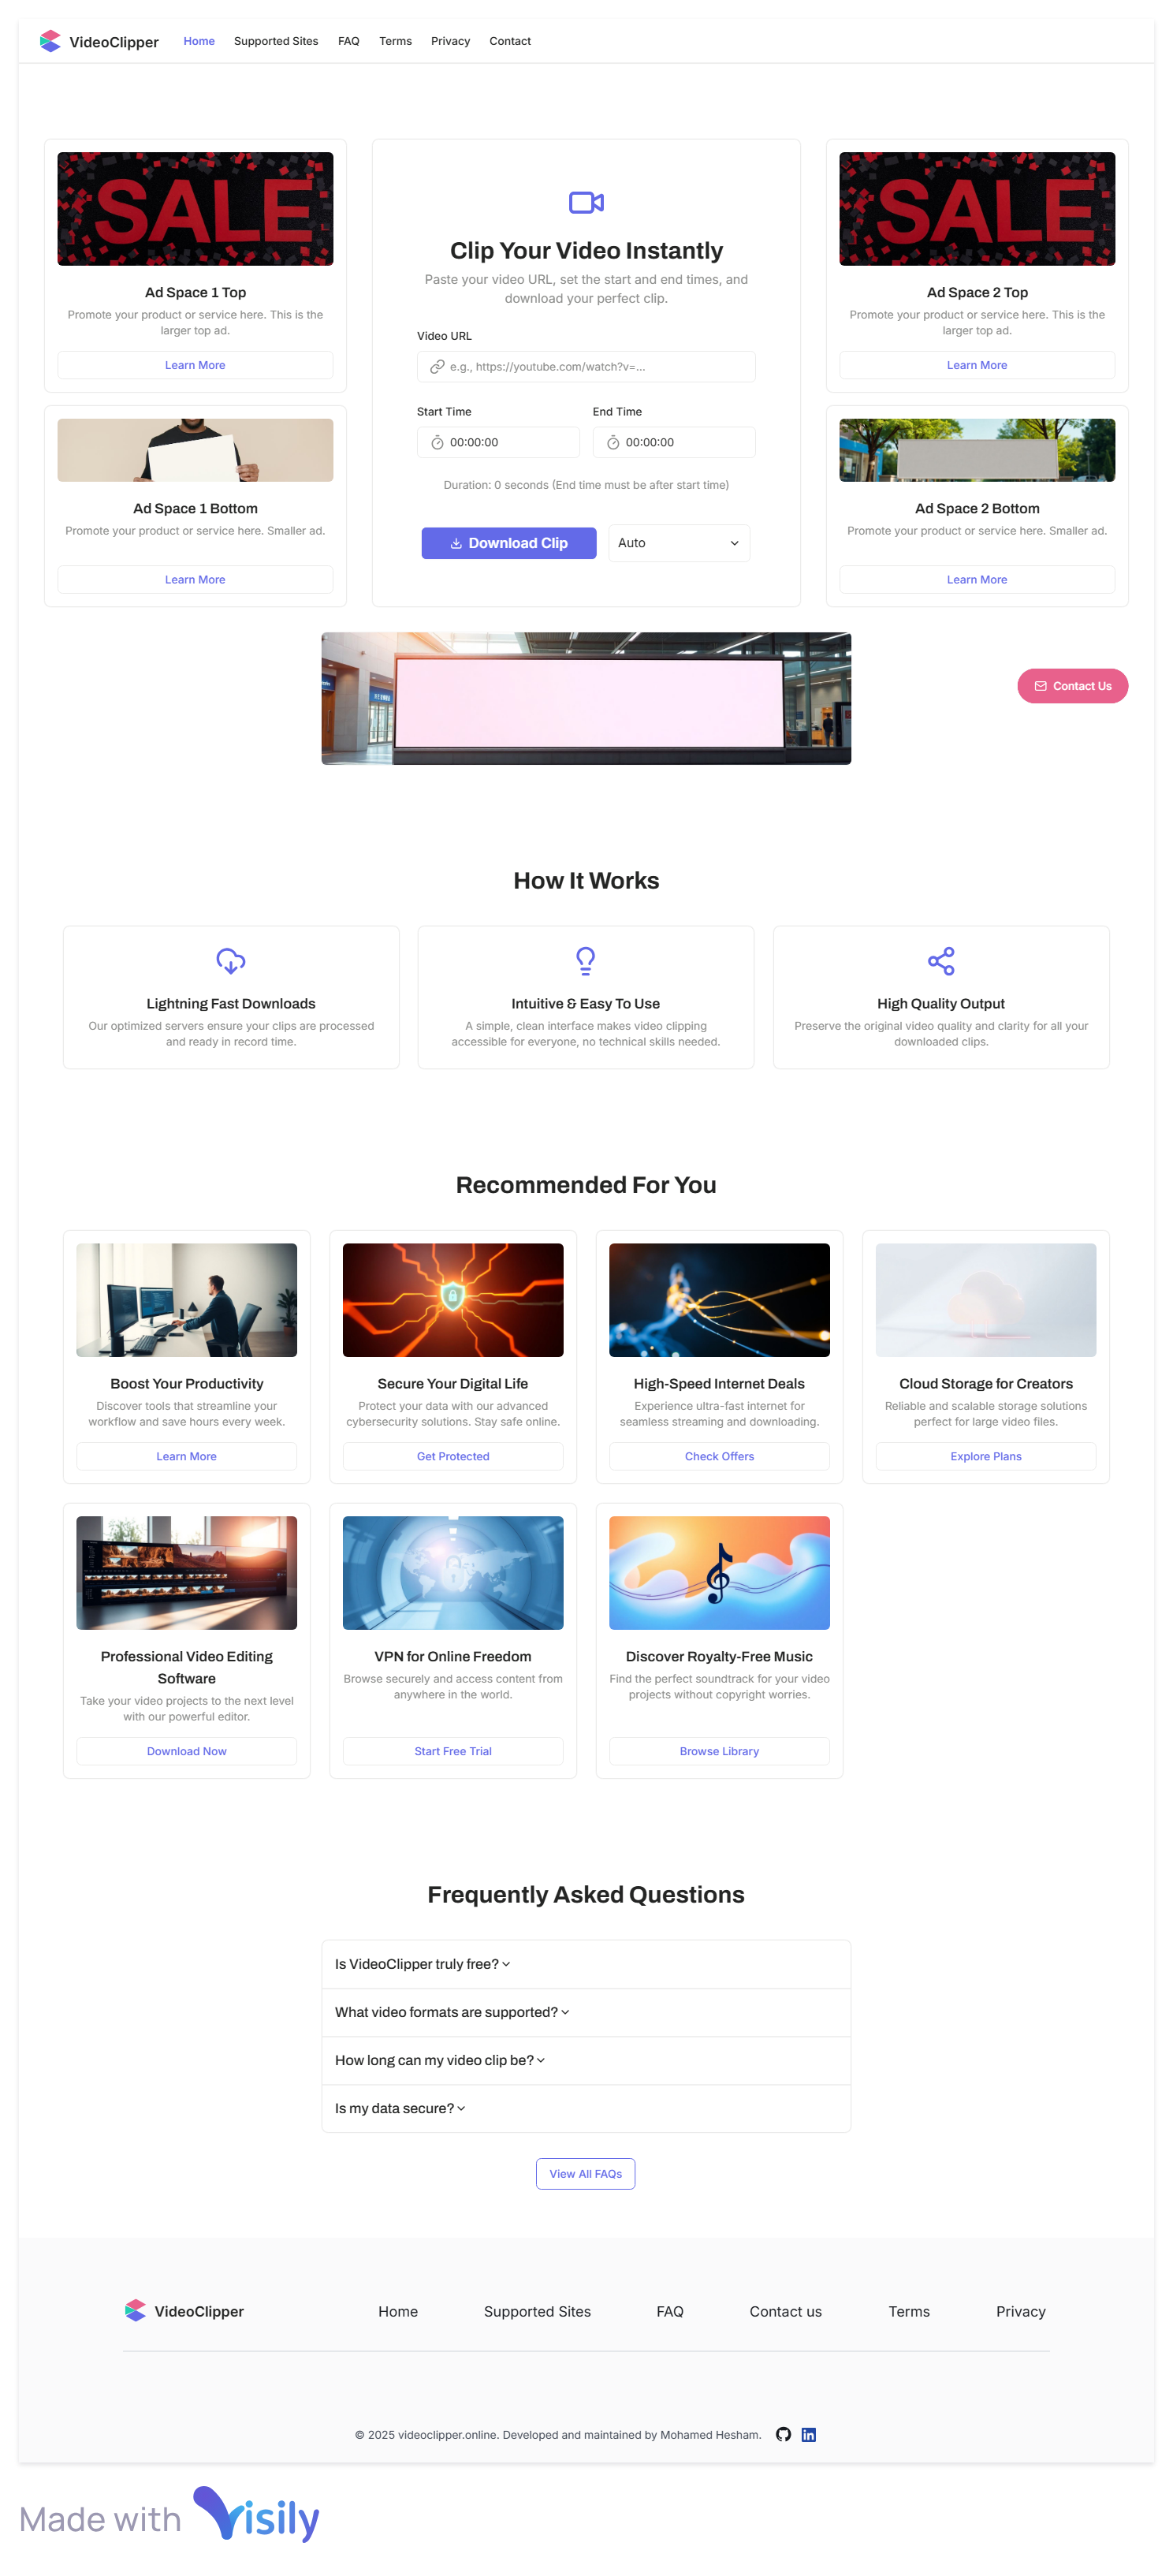 VideoClipper
Home
Supported Sites
FAQ
Terms
Privacy
Contact
SALE
Ad Space 1 Top
Promote your product or service here. This is the
larger top ad.
Learn More
Ad Space 1 Bottom
Promote your product or service here. Smaller ad.
Learn More
Clip Your Video Instantly
Paste your video URL, set the start and end times, and
download your perfect clip.
Video URL
e.g., https://youtube.com/watch?v=...
Start Time
End Time
00:00:00
00:00:00
Duration: 0 seconds (End time must be after start time)
Download Clip
Auto
SALE
Ad Space 2 Top
Promote your product or service here. This is the
larger top ad.
Learn More
Ad Space 2 Bottom
Promote your product or service here. Smaller ad.
Learn More
Contact Us
How It Works
Lightning Fast Downloads
Our optimized servers ensure your clips are processed
and ready in record time.
Intuitive & Easy To Use
A simple, clean interface makes video clipping
accessible for everyone, no technical skills needed.
High Quality Output
Preserve the original video quality and clarity for all your
downloaded clips.
Recommended For You
Boost Your Productivity
Discover tools that streamline your
workflow and save hours every week.
Learn More
Secure Your Digital Life
Protect your data with our advanced
cybersecurity solutions. Stay safe online.
Get Protected
High-Speed Internet Deals
Experience ultra-fast internet for
seamless streaming and downloading.
Check Offers
Cloud Storage for Creators
Reliable and scalable storage solutions
perfect for large video files.
Explore Plans
Professional Video Editing
Software
Take your video projects to the next level
with our powerful editor.
Download Now
VPN for Online Freedom
Browse securely and access content from
anywhere in the world.
Start Free Trial
Discover Royalty-Free Music
Find the perfect soundtrack for your video
projects without copyright worries.
Browse Library
Frequently Asked Questions
Is VideoClipper truly free?
What video formats are supported?
How long can my video clip be?
Is my data secure?
View All FAQs
VideoClipper
Home
Supported Sites
FAQ
Contact us
Terms
Privacy
© 2025 videoclipper.online. Developed and maintained by Mohamed Hesham.
in
Made with Visily